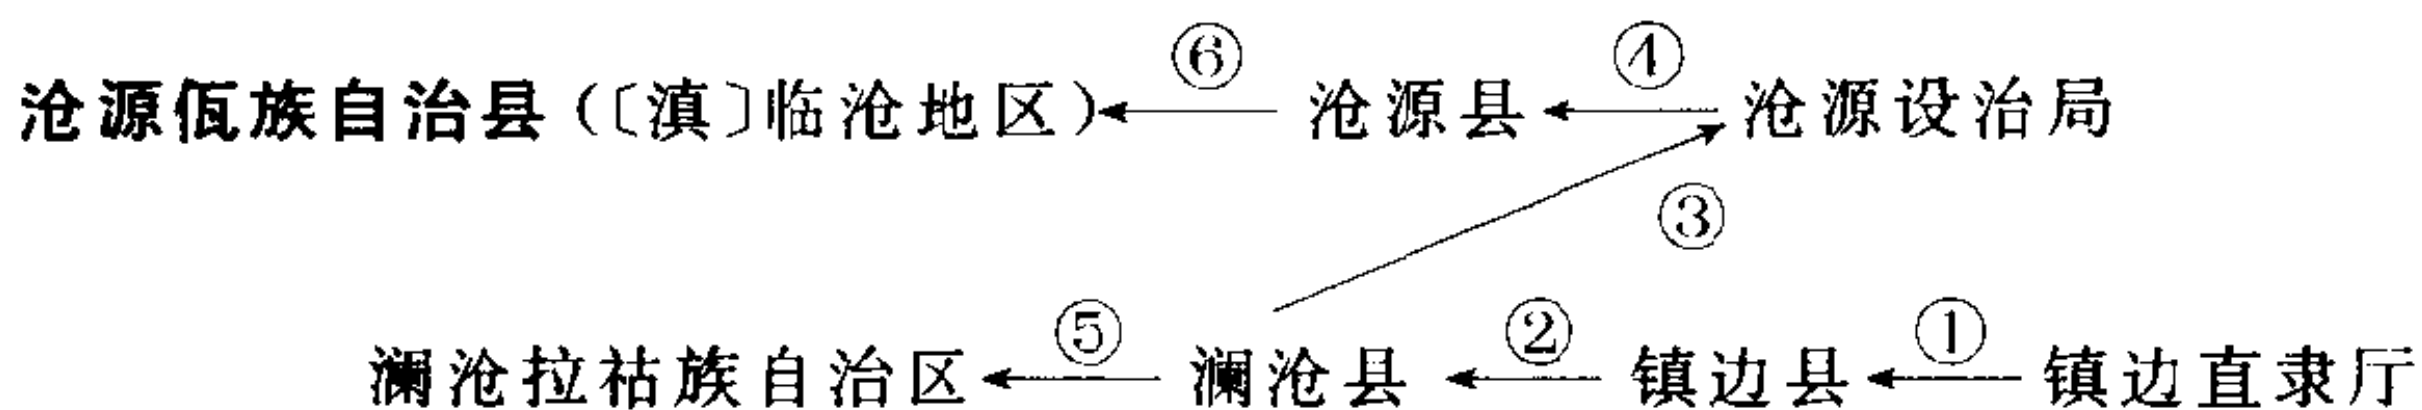 ⑥ ④
沧源佤族自治县(〔滇〕临沧地区) 沧源县 沧源设治局
③
⑤ ② ①
澜沧拉祜族自治区 澜沧县 镇边县 镇边直隶厅